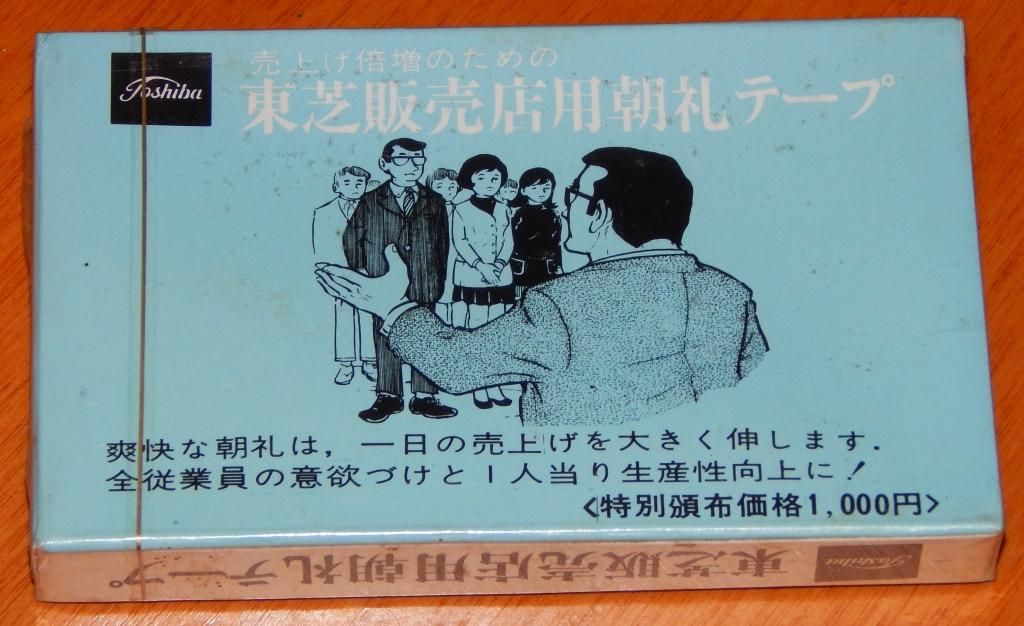 Toshiba
売上げ倍増のための
東芝販売店用朝礼テープ
爽快な朝礼は,一日の売上げを大きく伸します.
全従業員の意欲づけと1人当り生産性向上に!
<特別頒布価格1,000円>
東芝販売店用朝礼テープ
Toshiba